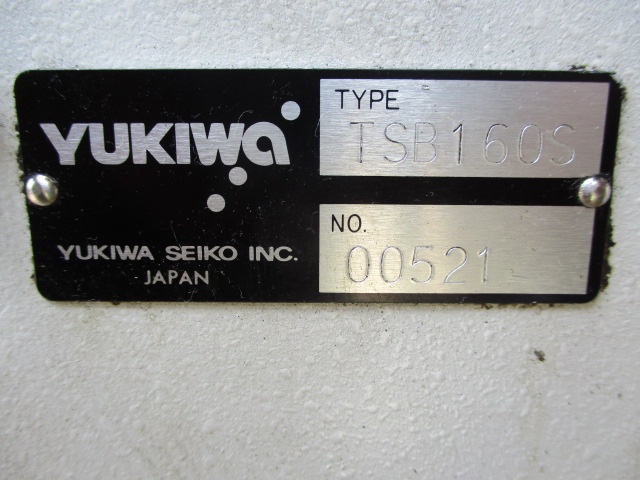 YUKIWA
YUKIWA SEIKO INC.
JAPAN
TYPE
TSB160S
NO.
00521